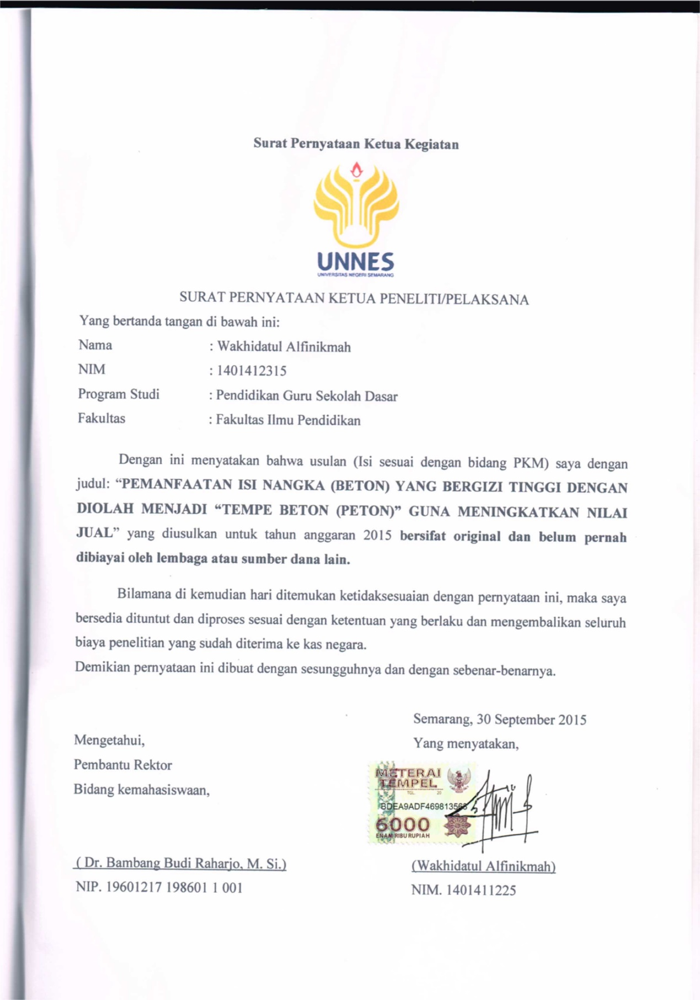 Surat Pernyataan Ketua Kegiatan
UNNES
UNIVERSITAS NEGERI SEMARANG
SURAT PERNYATAAN KETUA PENELITI/PELAKSANA
Yang bertanda tangan di bawah ini:
Nama : Wakhidatul Alfinikmah
NIM : 1401412315
Program Studi : Pendidikan Guru Sekolah Dasar
Fakultas : Fakultas Ilmu Pendidikan
Dengan ini menyatakan bahwa usulan (Isi sesuai dengan bidang PKM) saya dengan
judul: “PEMANFAATAN ISI NANGKA (BETON) YANG BERGIZI TINGGI DENGAN
DIOLAH MENJADI “TEMPE BETON (PETON)” GUNA MENINGKATKAN NILAI
JUAL” yang diusulkan untuk tahun anggaran 2015 bersifat original dan belum pernah
dibiayai oleh lembaga atau sumber dana lain.
Bilamana di kemudian hari ditemukan ketidaksesuaian dengan pernyataan ini, maka saya
bersedia dituntut dan diproses sesuai dengan ketentuan yang berlaku dan mengembalikan seluruh
biaya penelitian yang sudah diterima ke kas negara.
Demikian pernyataan ini dibuat dengan sesungguhnya dan dengan sebenar-benarnya.
Semarang, 30 September 2015
Mengetahui,
Yang menyatakan,
Pembantu Rektor
Bidang kemahasiswaan,
METERAI
TEMPEL
TGL. 20
6000
ENAM RIBU RUPIAH
( Dr. Bambang Budi Raharjo, M. Si.)
NIP. 19601217 198601 1 001
(Wakhidatul Alfinikmah)
NIM. 1401411225